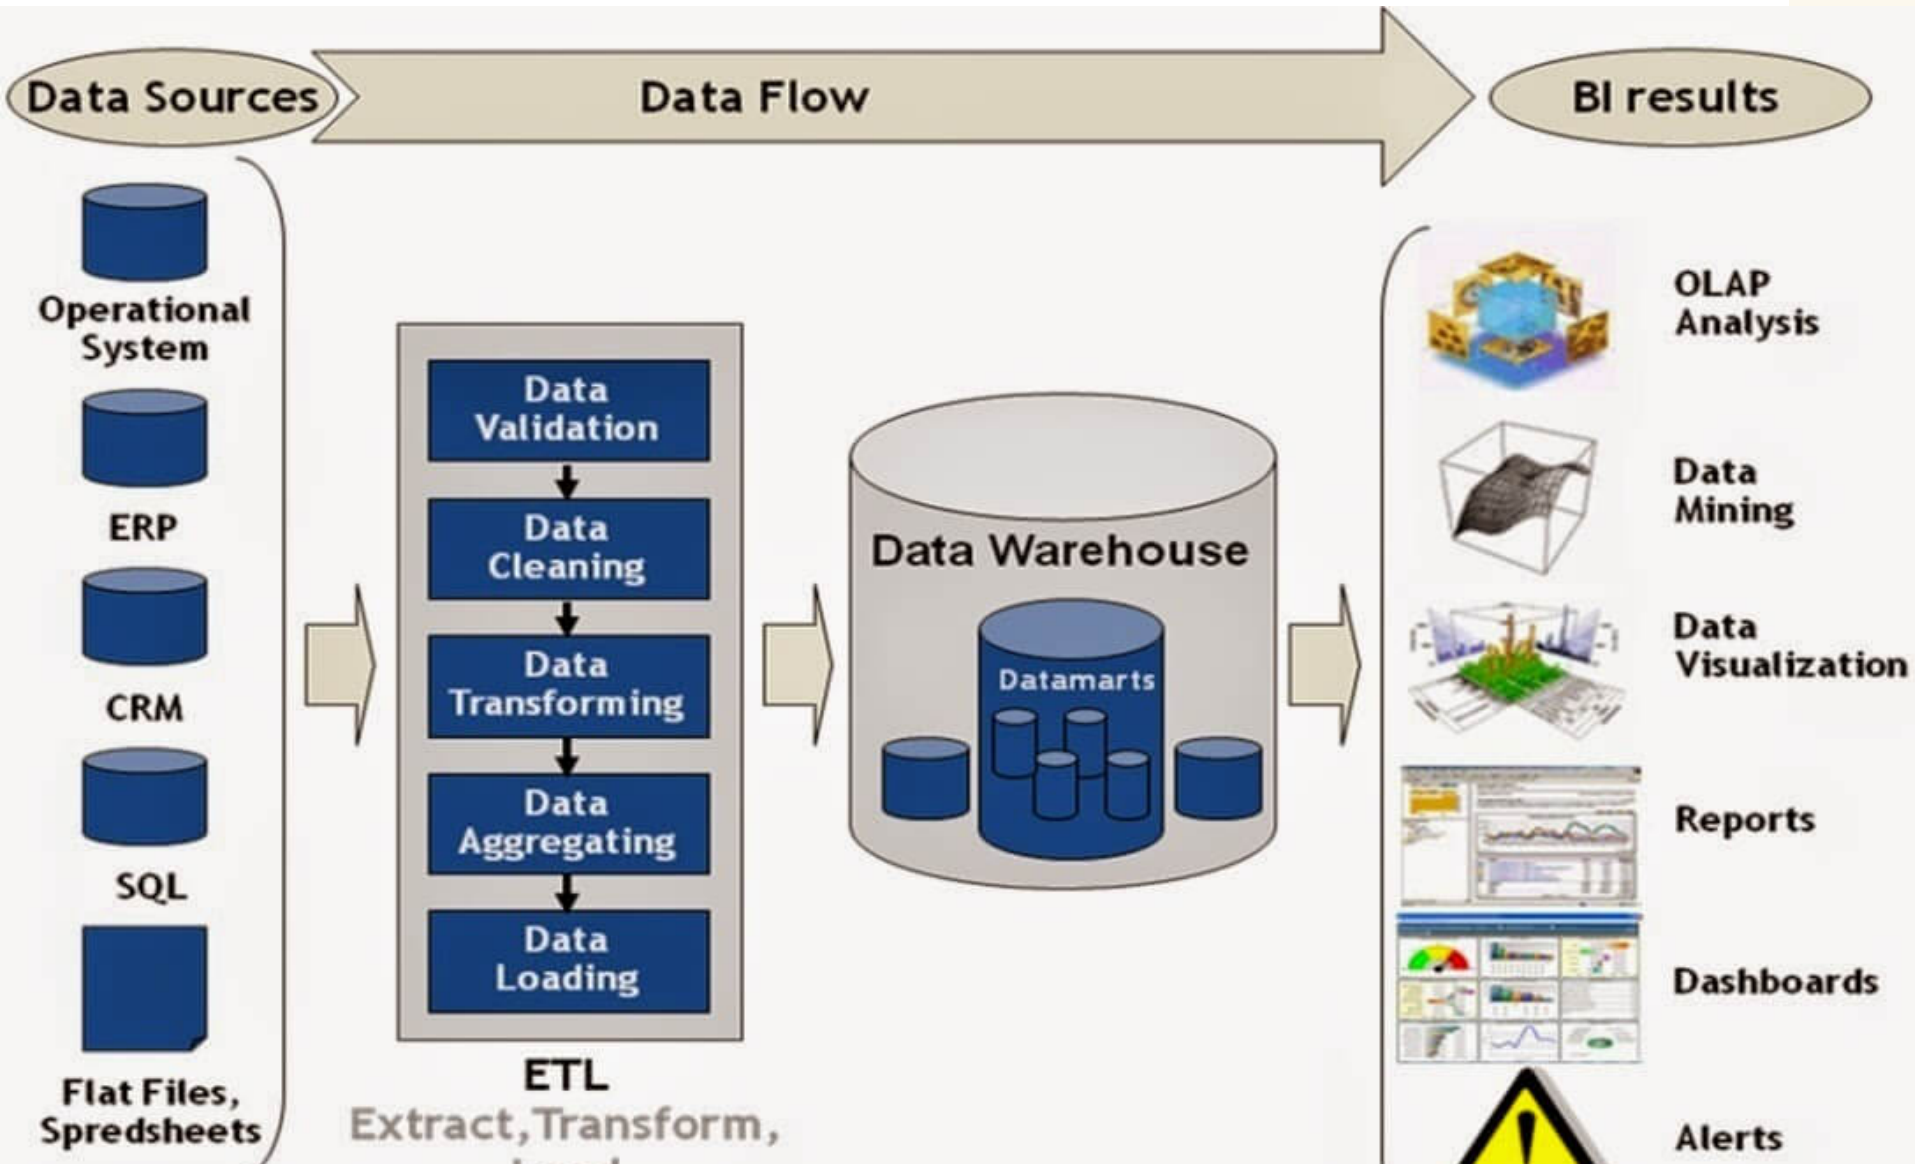 Data Sources
Data Flow
BI results
Operational
System
ERP
CRM
SQL
Flat Files,
Spredsheets
Data
Validation
Data
Cleaning
Data
Transforming
Data
Aggregating
Data
Loading
ETL
Extract, Transform,
Data Warehouse
Datamarts
OLAP
Analysis
Data
Mining
Data
Visualization
Reports
Dashboards
Alerts